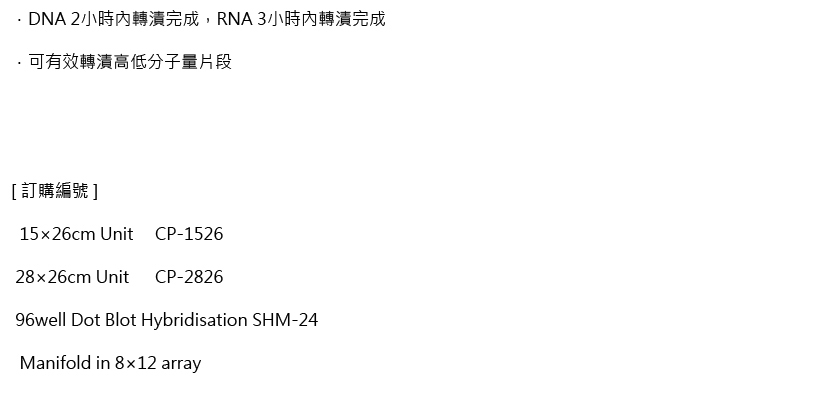 ．DNA 2小時內轉漬完成，RNA 3小時內轉漬完成
．可有效轉漬高低分子量片段
[ 訂購編號 ]
15×26cm Unit CP-1526
28×26cm Unit CP-2826
96well Dot Blot Hybridisation SHM-24
Manifold in 8×12 array